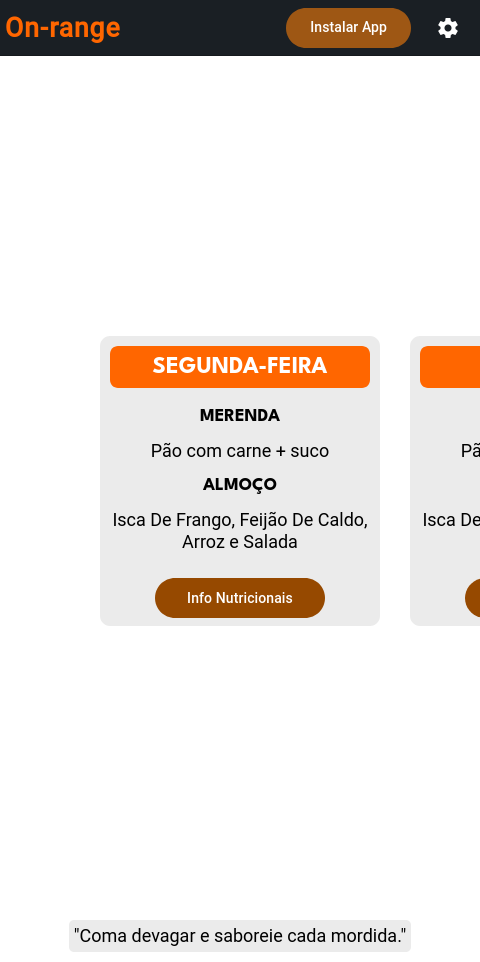 On-range
Instalar App
SEGUNDA-FEIRA
MERENDA
Pão com carne + suco
ALMOÇO
Isca De Frango, Feijão De Caldo,
Arroz e Salada
Info Nutricionais
Pã
Isca De
"Coma devagar e saboreie cada mordida."